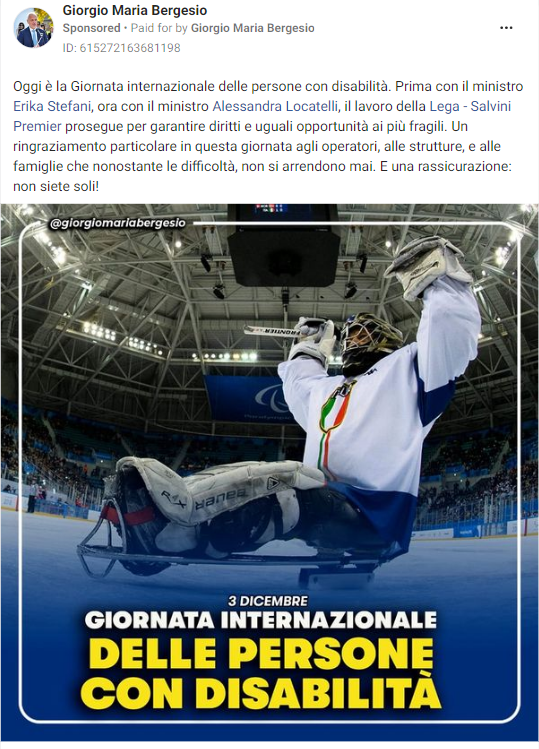 Giorgio Maria Bergesio
Sponsored • Paid for by Giorgio Maria Bergesio
ID: 615272163681198
Oggi è la Giornata internazionale delle persone con disabilità. Prima con il ministro
Erika Stefani, ora con il ministro Alessandra Locatelli, il lavoro della Lega - Salvini
Premier prosegue per garantire diritti e uguali opportunità ai più fragili. Un
ringraziamento particolare in questa giornata agli operatori, alle strutture, e alle
famiglie che nonostante le difficoltà, non si arrendono mai. E una rassicurazione:
non siete soli!
@giorgiomariabergesio
FRONTIER
3 DICEMBRE
GIORNATA INTERNAZIONALE
DELLE PERSONE
CON DISABILITÀ